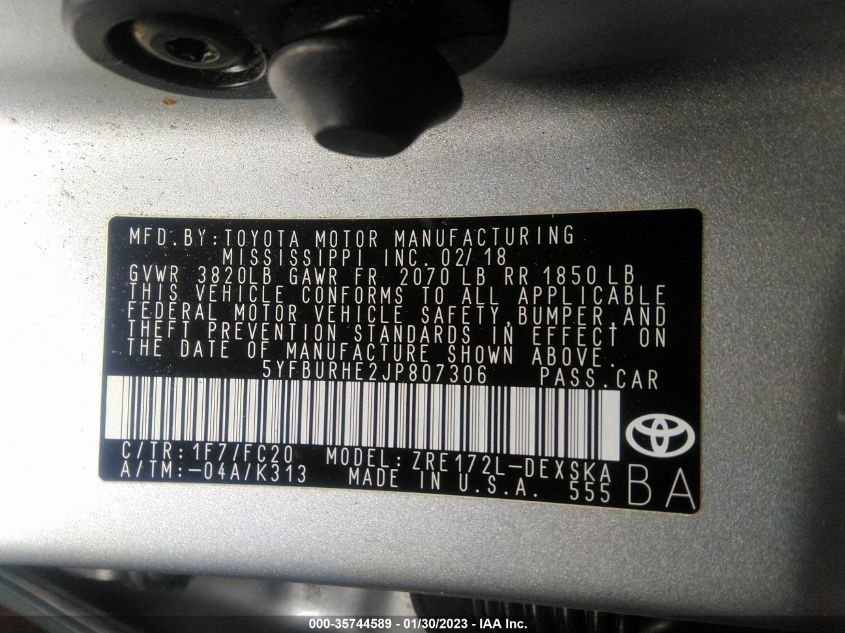 MFD.BY:TOYOTA MOTOR MANUFACTURING
MISSISSIPPI INC. 02/18
GVWR 3820LB GAWR FR 2070 LB RR 1850 LB
THIS VEHICLE CONFORMS TO ALL APPLICABLE
FEDERAL MOTOR VEHICLE SAFETY, BUMPER, AND
THEFT PREVENTION STANDARDS IN EFFECT ON
THE DATE OF MANUFACTURE SHOWN ABOVE.
5YFBURHE2JP807306 PASS.CAR
C/TR:1F7/FC20 MODEL:ZRE172L-DEXSKA
A/TM:-04A/K313 MADE IN U.S.A. 555 BA
000-35744589 - 01/30/2023 - IAA Inc.